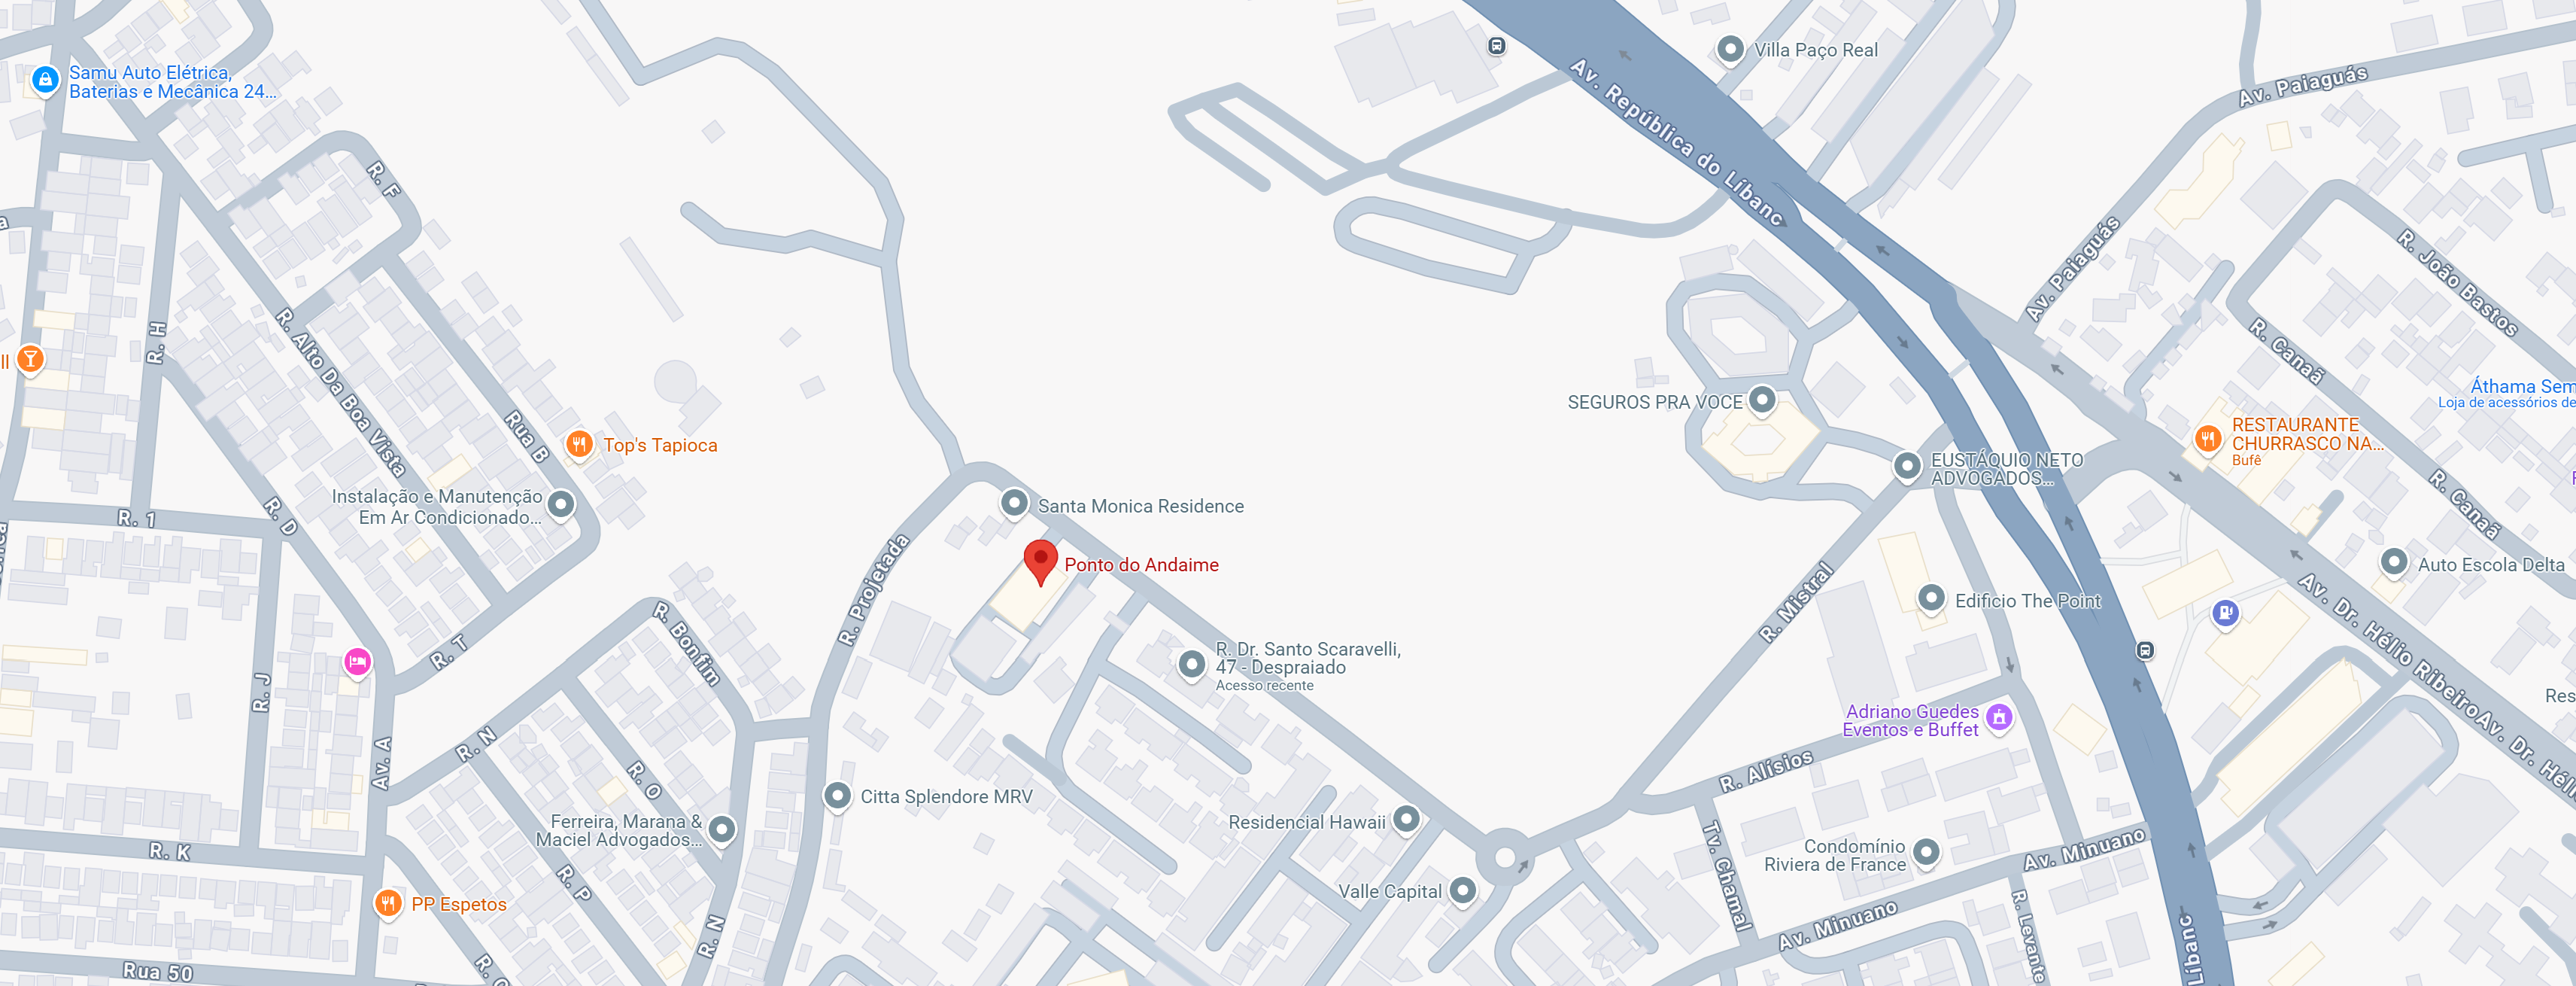 Samu Auto Elétrica,
Baterias e Mecânica 24...
Villa Paço Real
Av. República do Líbano
Av. Paiaguás
Av. Paiaguás
R. F
R. João Bastos
R. H
R. Alto Da Boa Vista
R. Canaã
ll
SEGUROS PRA VOCE
Áthama Sem
Loja de acessórios de
Top's Tapioca
Rua B
RESTAURANTE
CHURRASCO NA...
Bufê
EUSTÁQUIO NETO
ADVOGADOS...
Instalação e Manutenção
Em Ar Condicionado...
Santa Monica Residence
R. D
R. 1
R. Canaã
Ponto do Andaime
R. Projetada
R. Mistral
Edificio The Point
Auto Escola Delta
Av. Dr. Hélio Ribeiro
R. Bonfim
R. T
R. Dr. Santo Scaravelli,
47 - Despraiado
Acesso recente
R. J
Res
Adriano Guedes
Eventos e Buffet
Av. Dr. Héli
R. N
Av. A
R. O
R. Alísios
Citta Splendore MRV
Residencial Hawaii
Ferreira, Marana &
Maciel Advogados...
Tv. Chamal
Condomínio
Riviera de France
Av. Minuano
R. K
R. P
Valle Capital
PP Espetos
Av. Minuano
R. Levante
R. N
Líbano
Rua 50